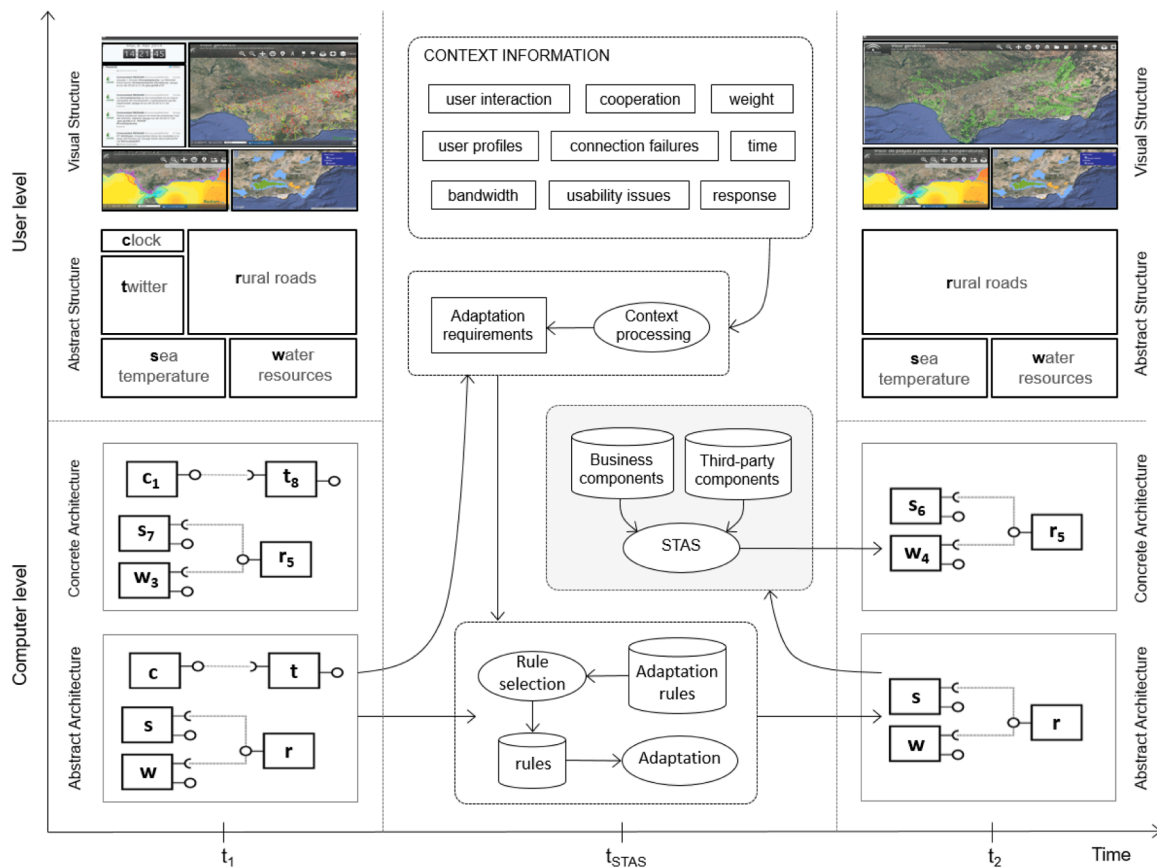 User level
Computer level
Visual Structure
Abstract Structure
Concrete Architecture
Abstract Architecture
14 21 45
clock
twitter
rural roads
sea
temperature
water
resources
c1
t8
s7
w3
r5
c
t
s
w
r
CONTEXT INFORMATION
user interaction
cooperation
weight
user profiles
connection failures
time
bandwidth
usability issues
response
Adaptation
requirements
Context
processing
Business
components
Third-party
components
STAS
Rule
selection
Adaptation
rules
rules
Adaptation
rural roads
sea
temperature
water
resources
s6
w4
r5
s
w
r
Visual Structure
Abstract Structure
Concrete Architecture
Abstract Architecture
t1
tSTAS
t2
Time